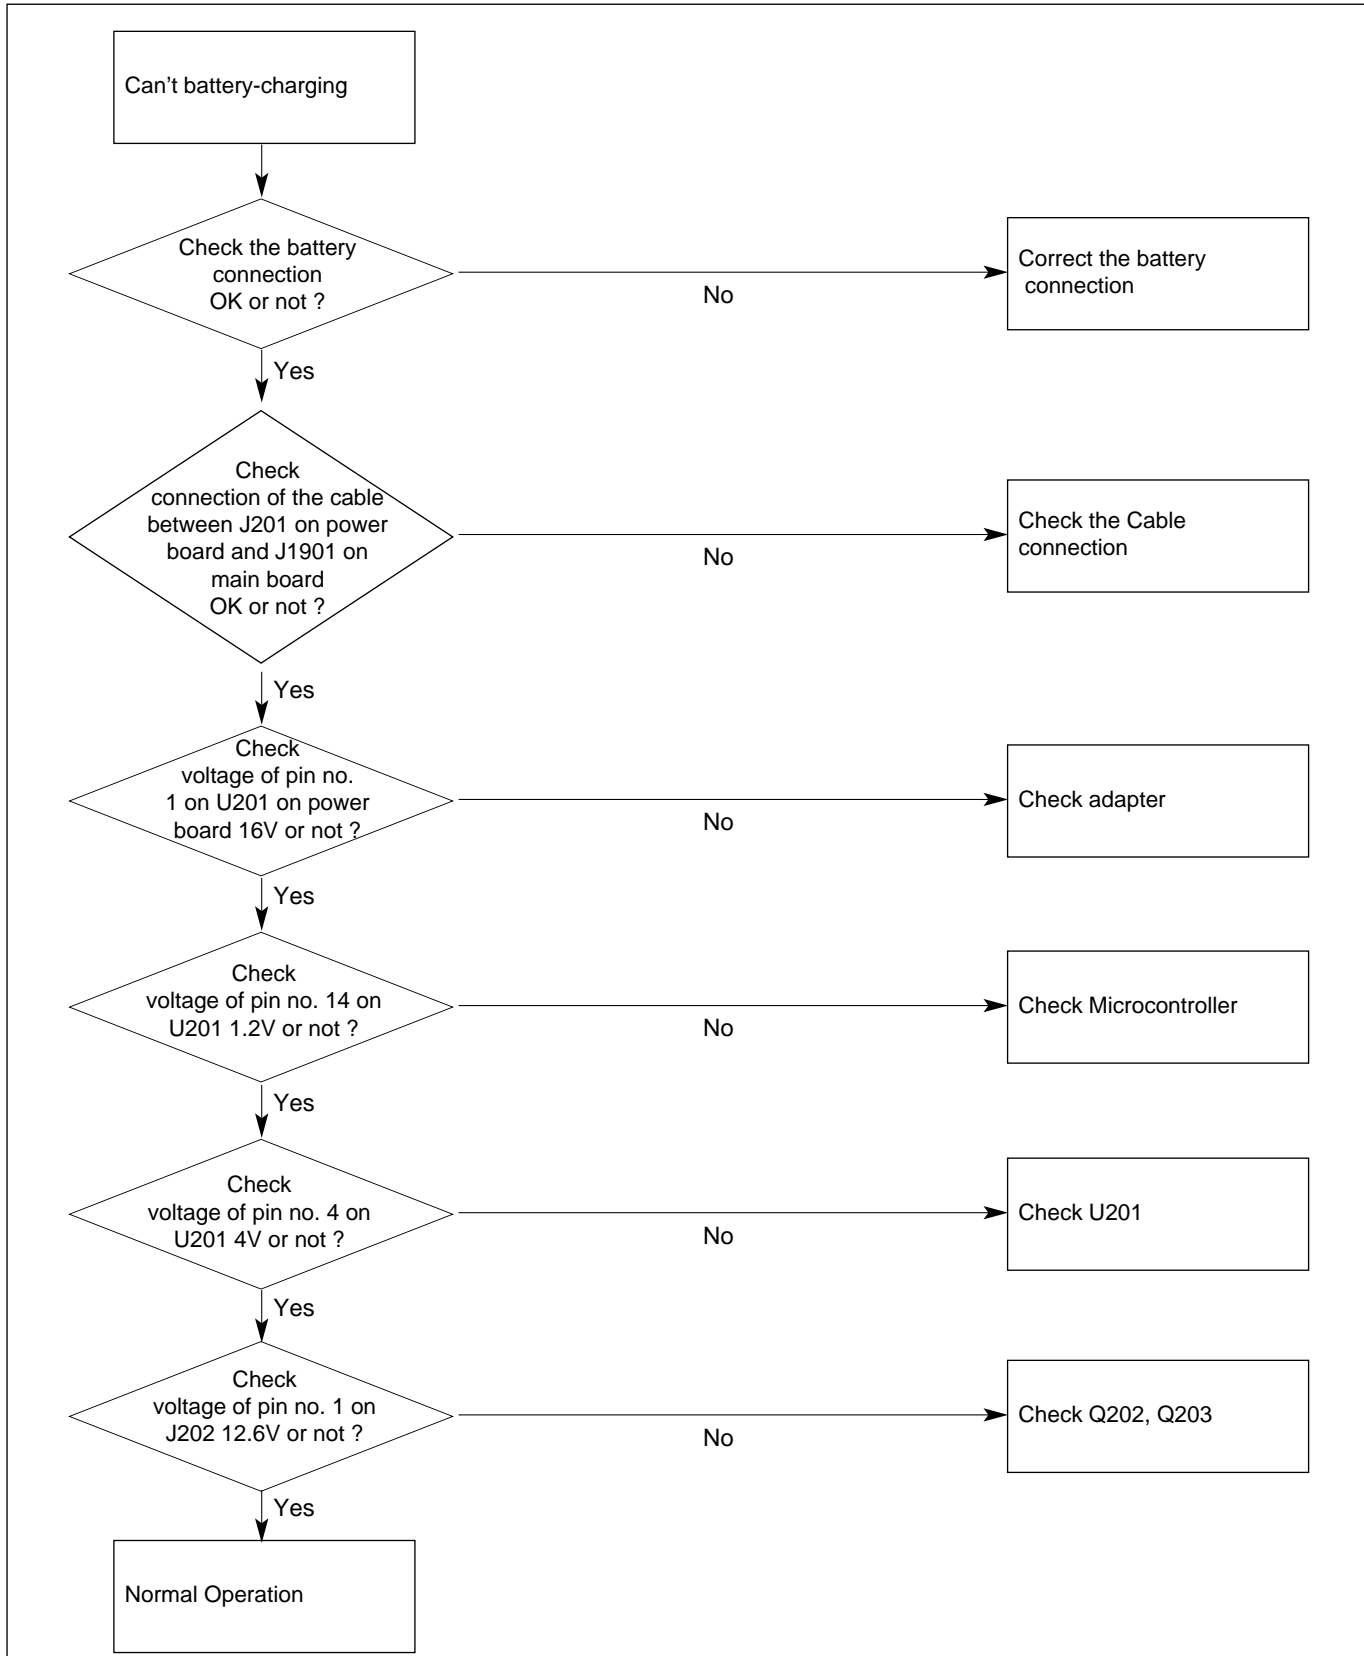 Can't battery-charging
Check the battery
connection
OK or not ?
No
Correct the battery
connection
Yes
Check
connection of the cable
between J201 on power
board and J1901 on
main board
OK or not ?
No
Check the Cable
connection
Yes
Check
voltage of pin no.
1 on U201 on power
board 16V or not ?
No
Check adapter
Yes
Check
voltage of pin no. 14 on
U201 1.2V or not ?
No
Check Microcontroller
Yes
Check
voltage of pin no. 4 on
U201 4V or not ?
No
Check U201
Yes
Check
voltage of pin no. 1 on
J202 12.6V or not ?
No
Check Q202, Q203
Yes
Normal Operation